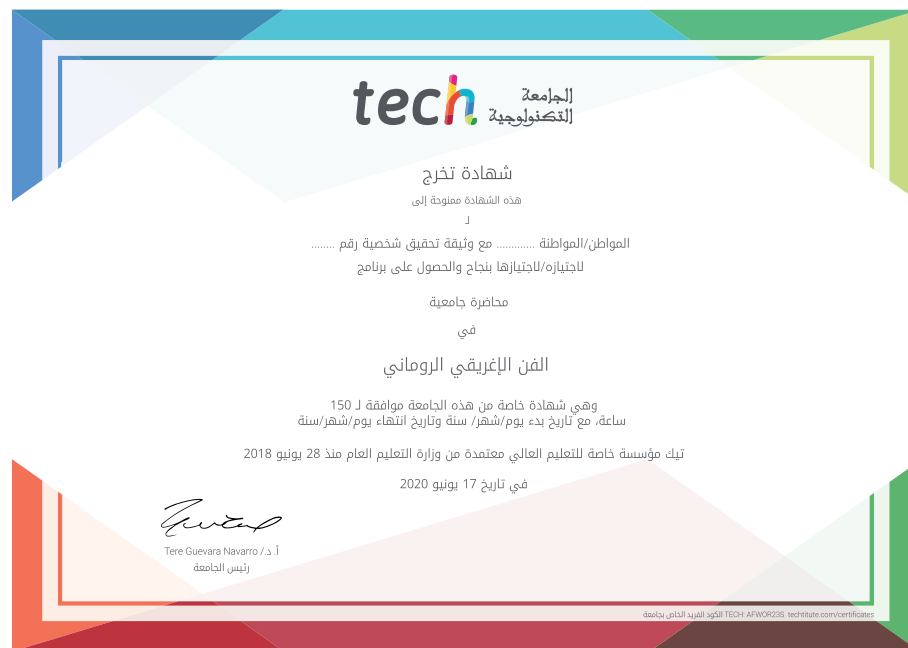 tech الجامعة
التكنولوجية
شهادة تخرج
هذه الشهادة ممنوحة إلى
لـ
المواطن/المواطنة ............ مع وثيقة تحقيق شخصية رقم ........
لاجتيازه/لاجتيازها بنجاح والحصول على برنامج
محاضرة جامعية
في
الفن الإغريقي الروماني
وهي شهادة خاصة من هذه الجامعة موافقة لـ 150
ساعة، مع تاريخ بدء يوم/شهر/ سنة وتاريخ انتهاء يوم/شهر/سنة
تيك مؤسسة خاصة للتعليم العالي معتمدة من وزارة التعليم العام منذ 28 يونيو 2018
في تاريخ 17 يونيو 2020
أ.د./ Tere Guevara Navarro
رئيس الجامعة
الكود الفريد الخاص بجامعة TECH: AFWOR23S techtitute.com/certificates